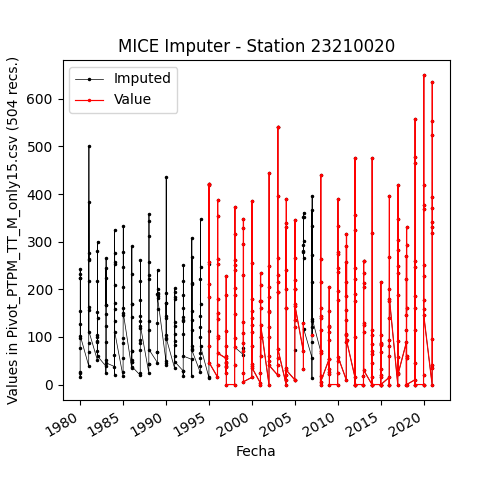 MICE Imputer - Station 23210020
Values in Pivot_PTPM_TT_M_only15.csv (504 recs.)
Imputed
Value
600
500
400
300
200
100
0
1980 1985 1990 1995 2000 2005 2010 2015 2020
Fecha